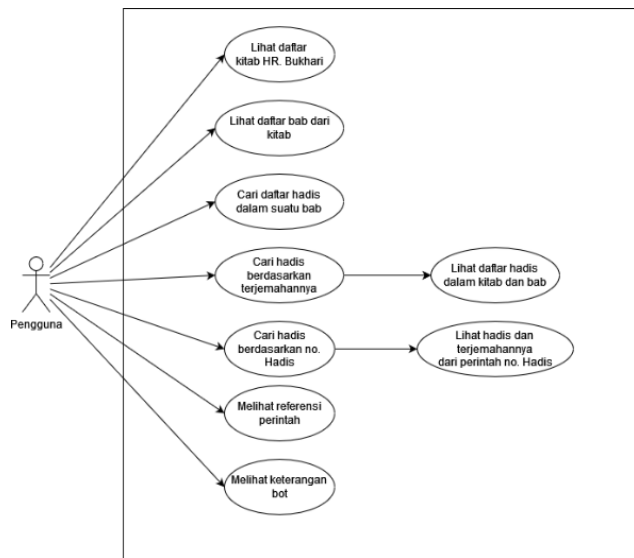 Lihat daftar
kitab HR. Bukhari
Lihat daftar bab dari
kitab
Cari daftar hadis
dalam suatu bab
Cari hadis
berdasarkan
terjemahannya
Lihat daftar hadis
dalam kitab dan bab
Pengguna
Cari hadis
berdasarkan no.
Hadis
Lihat hadis dan
terjemahannya
dari perintah no. Hadis
Melihat referensi
perintah
Melihat keterangan
bot